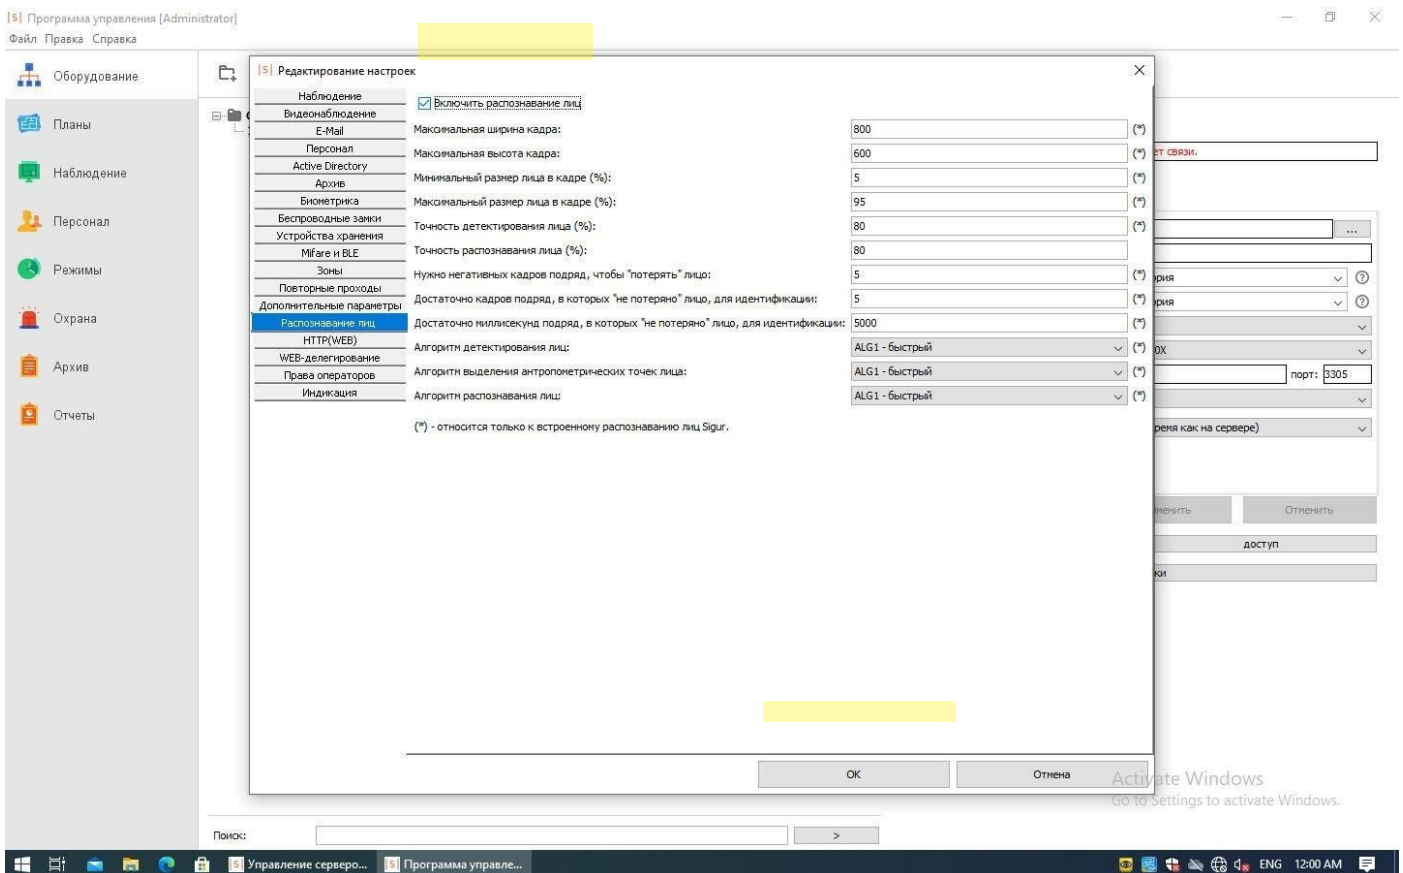 |S| Программа управления [Administrator]
Файл Правка Справка
Оборудование
Планы
Наблюдение
Персонал
Режимы
Охрана
Архив
Отчеты
|S| Редактирование настроек
Наблюдение
Видеонаблюдение
E-Mail
Персонал
Active Directory
Архив
Биометрика
Беспроводные замки
Устройства хранения
Mifare и BLE
Зоны
Повторные проходы
Дополнительные параметры
Распознавание лиц
HTTP(WEB)
WEB-делегирование
Права операторов
Индикация
Включить распознавание лиц
Максимальная ширина кадра: 800 (*)
Максимальная высота кадра: 600 (*)
Минимальный размер лица в кадре (%): 5 (*)
Максимальный размер лица в кадре (%): 95 (*)
Точность детектирования лица (%): 80 (*)
Точность распознавания лица (%): 80
Нужно негативных кадров подряд, чтобы "потерять" лицо: 5 (*)
Достаточно кадров подряд, в которых "не потеряно" лицо, для идентификации: 5 (*)
Достаточно миллисекунд подряд, в которых "не потеряно" лицо, для идентификации: 5000 (*)
Алгоритм детектирования лиц: ALG1 - быстрый (*)
Алгоритм выделения антропометрических точек лица: ALG1 - быстрый (*)
Алгоритм распознавания лиц: ALG1 - быстрый (*)
(*) - относится только к встроенному распознаванию лиц Sigur.
OK Отмена
ет связи.
...
рия
рия
0X
порт: 3305
ремя как на сервере)
менить Отменить
доступ
ки
Activate Windows
Go to Settings to activate Windows.
Поиск: >
|S| Управление серверо... |S| Программа управле...
ENG 12:00 AM